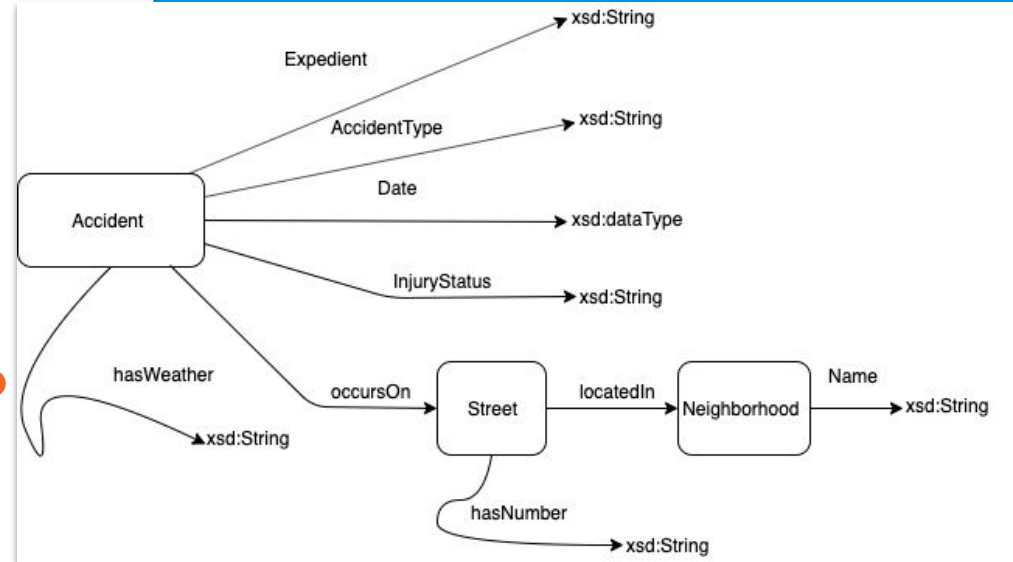 xsd:String
Expedient
xsd:String
AccidentType
Date
Accident
xsd:dataType
InjuryStatus
xsd:String
hasWeather
occursOn
locatedIn
Name
Street
Neighborhood
xsd:String
xsd:String
hasNumber
xsd:String